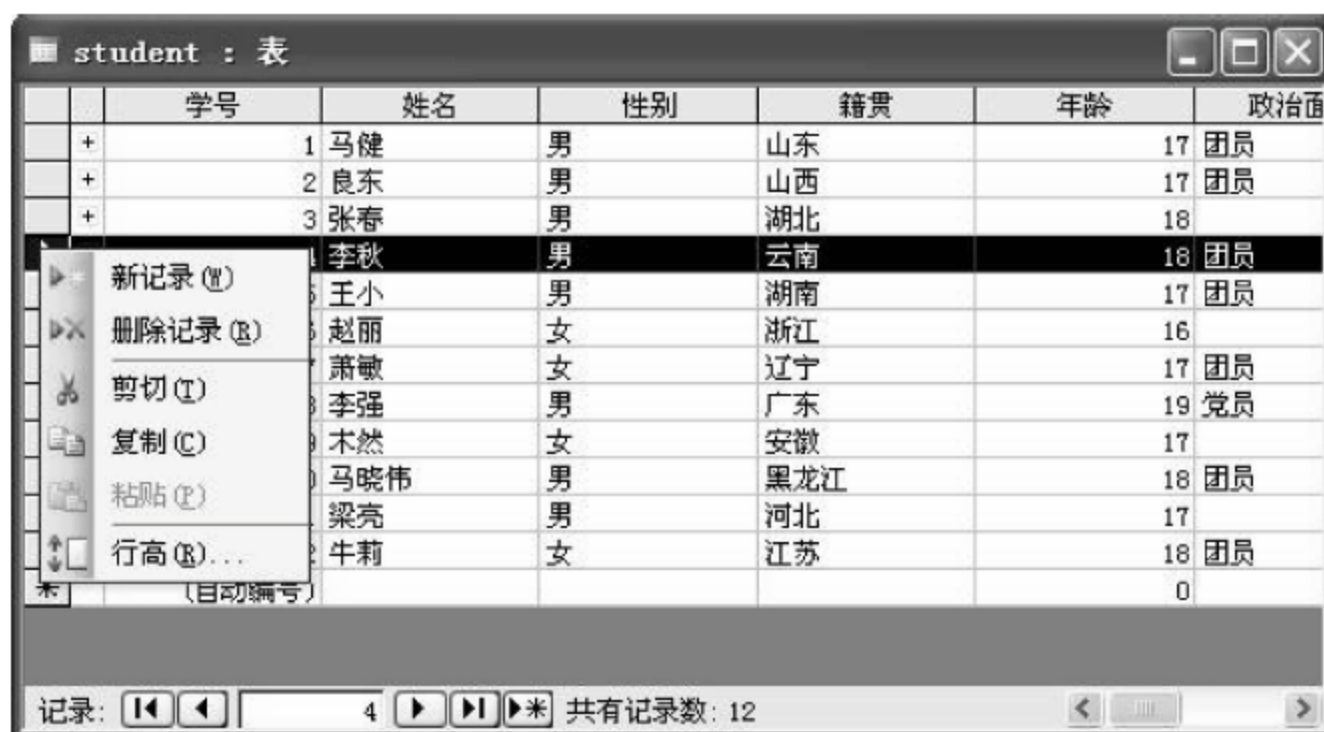 student : 表
学号 姓名 性别 籍贯 年龄 政治面
+ 1 马健 男 山东 17 团员
+ 2 良东 男 山西 17 团员
+ 3 张春 男 湖北 18
李秋 男 云南 18 团员
新记录(W)
王小 男 湖南 17 团员
删除记录(R)
赵丽 女 浙江 16
萧敏 女 辽宁 17 团员
剪切(T)
李强 男 广东 19 党员
复制(C)
术然 女 安徽 17
马晓伟 男 黑龙江 18 团员
粘贴(P)
梁亮 男 河北 17
行高(R)...
牛莉 女 江苏 18 团员
(自动编号) 0
记录: 4 共有记录数: 12